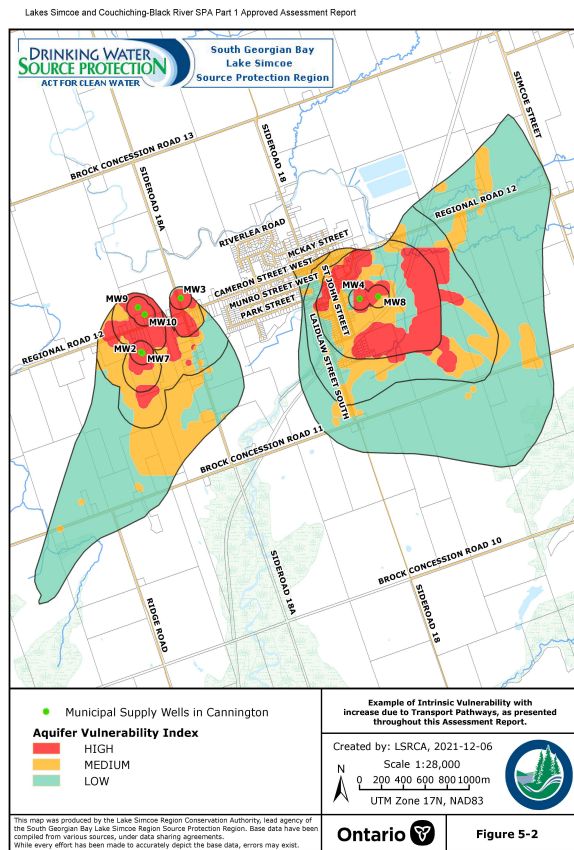 Lakes Simcoe and Couchiching-Black River SPA Part 1 Approved Assessment Report
DRINKING WATER
SOURCE PROTECTION
ACT FOR CLEAN WATER
South Georgian Bay
Lake Simcoe
Source Protection Region
SIMCOE STREET
BROCK CONCESSION ROAD 13
SIDEROAD 18
SIDEROAD 18A
REGIONAL ROAD 12
RIVERLEA ROAD
MCKAY STREET
CAMERON STREET WEST
MUNRO STREET WEST
PARK STREET
ST JOHN STREET
LAIDLAW STREET SOUTH
MW3
MW9
MW10
MW4
MW8
REGIONAL ROAD 12
MW2
MW7
BROCK CONCESSION ROAD 11
BROCK CONCESSION ROAD 10
SIDEROAD 18A
RIDGE ROAD
SIDEROAD 18
Municipal Supply Wells in Cannington
Aquifer Vulnerability Index
HIGH
MEDIUM
LOW
Example of Intrinsic Vulnerability with
increase due to Transport Pathways, as presented
throughout this Assessment Report.
Created by: LSRCA, 2021-12-06
Scale 1:28,000
N
0 200 400 600 800 1000m
UTM Zone 17N, NAD83
This map was produced by the Lake Simcoe Region Conservation Authority, lead agency of
the South Georgian Bay Lake Simcoe Region Source Protection Region. Base data have been
compiled from various sources, under data sharing agreements.
While every effort has been made to accurately depict the base data, errors may exist.
Ontario
Figure 5-2